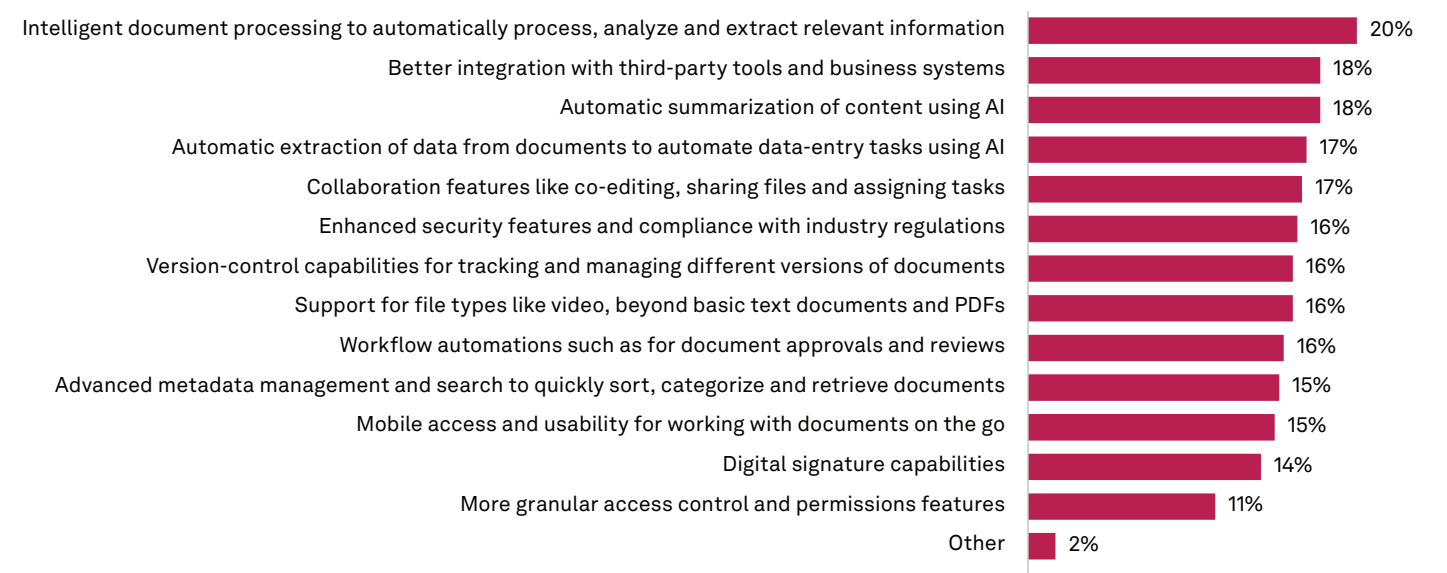 Intelligent document processing to automatically process, analyze and extract relevant information 20%
Better integration with third-party tools and business systems 18%
Automatic summarization of content using AI 18%
Automatic extraction of data from documents to automate data-entry tasks using AI 17%
Collaboration features like co-editing, sharing files and assigning tasks 17%
Enhanced security features and compliance with industry regulations 16%
Version-control capabilities for tracking and managing different versions of documents 16%
Support for file types like video, beyond basic text documents and PDFs 16%
Workflow automations such as for document approvals and reviews 16%
Advanced metadata management and search to quickly sort, categorize and retrieve documents 15%
Mobile access and usability for working with documents on the go 15%
Digital signature capabilities 14%
More granular access control and permissions features 11%
Other 2%